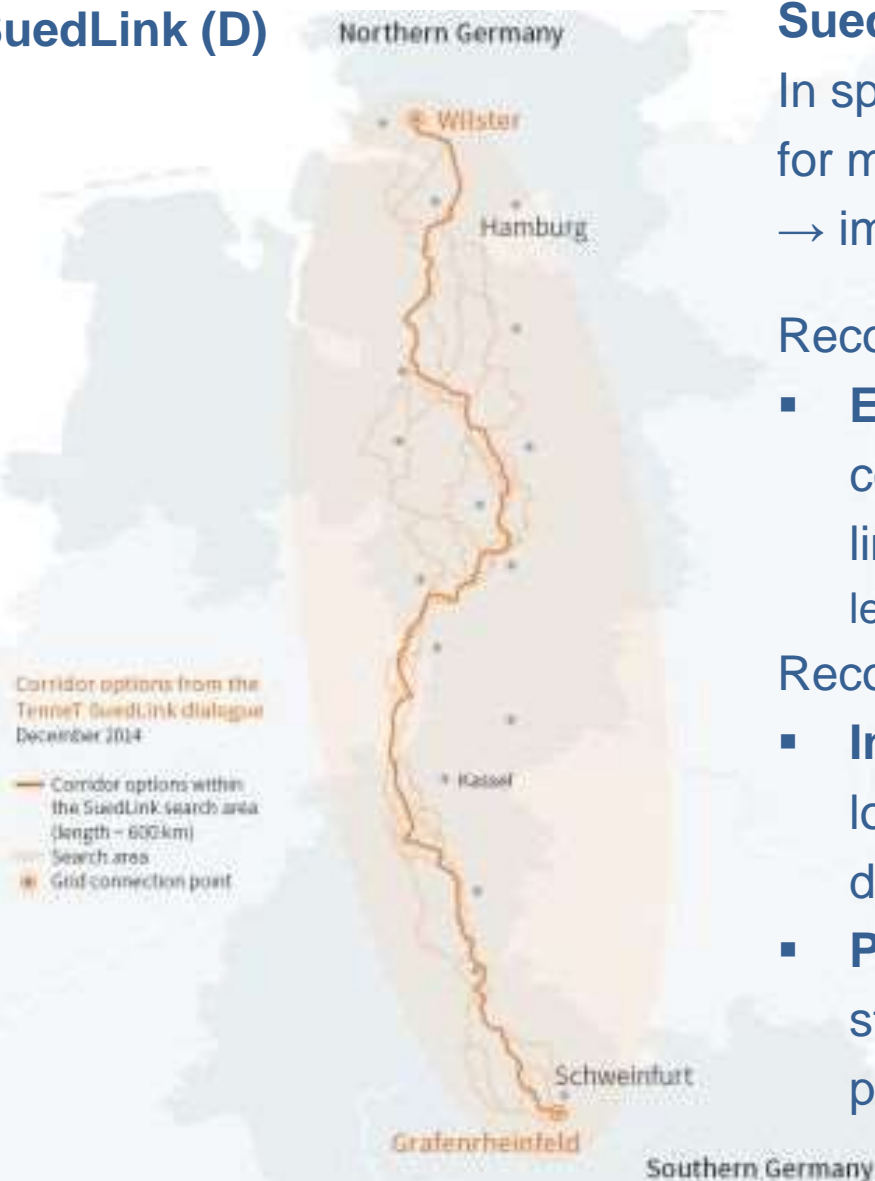 SuedLink (D)
Northern Germany
Wilster
Hamburg
Corridor options from the
TenneT SuedLink dialogue
December 2014
Corridor options within
the SuedLink search area
(length ~ 600 km)
Search area
Grid connection point
Kassel
Schweinfurt
Grafenrheinfeld
Southern Germany
Sued
In sp
for m
→ im
Reco
▪ E
co
lin
le
Reco
▪ In
lo
d
▪ P
st
p